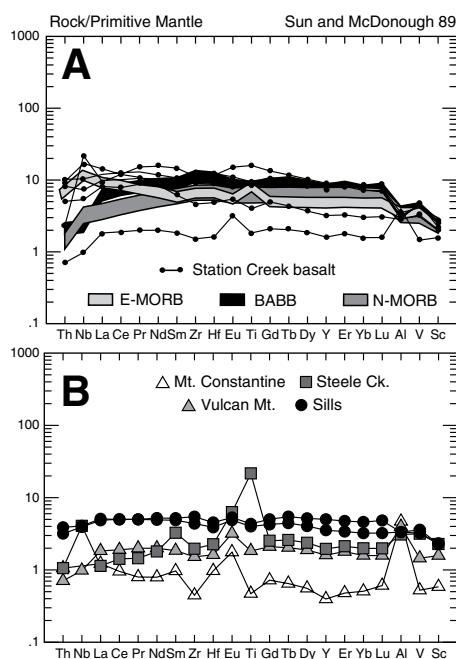 Rock/Primitive Mantle Sun and McDonough 89
1000
A
100
10
1
.1
Station Creek basalt
E-MORB BABB N-MORB
Th Nb La Ce Pr Nd Sm Zr Hf Eu Ti Gd Tb Dy Y Er Yb Lu Al V Sc
1000
B
Mt. Constantine Steele Ck.
Vulcan Mt. Sills
100
10
1
.1
Th Nb La Ce Pr Nd Sm Zr Hf Eu Ti Gd Tb Dy Y Er Yb Lu Al V Sc